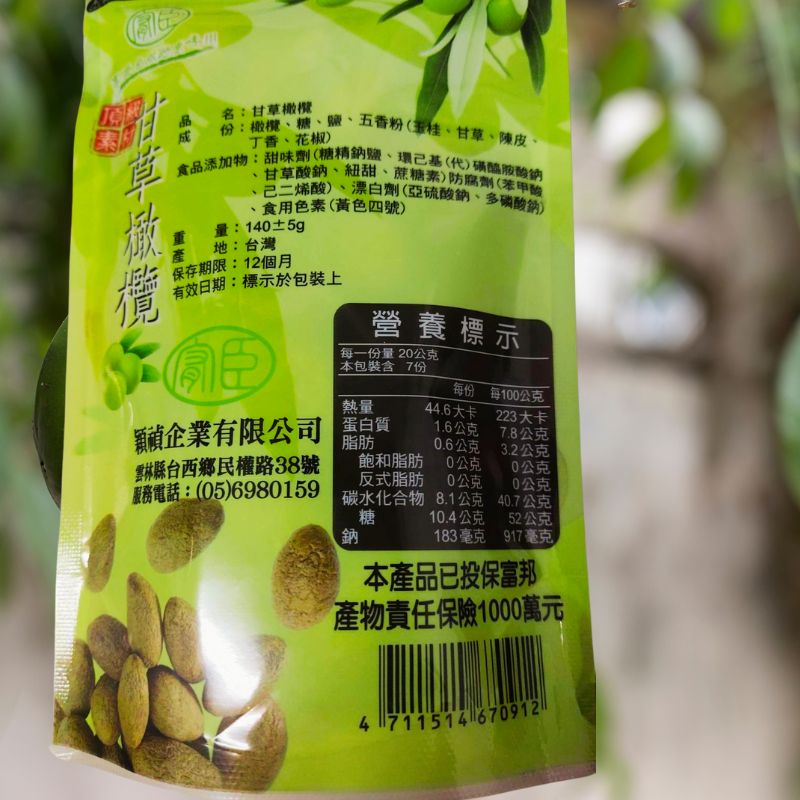 甘草橄欖
品　　名：甘草橄欖
成　　份：橄欖、糖、鹽、五香粉(玉桂、甘草、陳皮、
丁香、花椒)
食品添加物：甜味劑(糖精鈉鹽、環己基(代)磺醯胺酸鈉
、甘草酸鈉、紐甜、蔗糖素)防腐劑(苯甲酸
、己二烯酸)、漂白劑(亞硫酸鈉、多磷酸鈉)
、食用色素(黃色四號)
重　　量：140±5g
產　　地：台灣
保存期限：12個月
有效日期：標示於包裝上
穎禎企業有限公司
雲林縣台西鄉民權路38號
服務電話：(05)6980159
營養標示
每一份量 20公克
本包裝含 7份
每份 每100公克
熱量 44.6大卡 223大卡
蛋白質 1.6公克 7.8公克
脂肪 0.6公克 3.2公克
飽和脂肪 0公克 0公克
反式脂肪 0公克 0公克
碳水化合物 8.1公克 40.7公克
糖 10.4公克 52公克
鈉 183毫克 917毫克
本產品已投保富邦
產物責任保險1000萬元
4 711514 670912